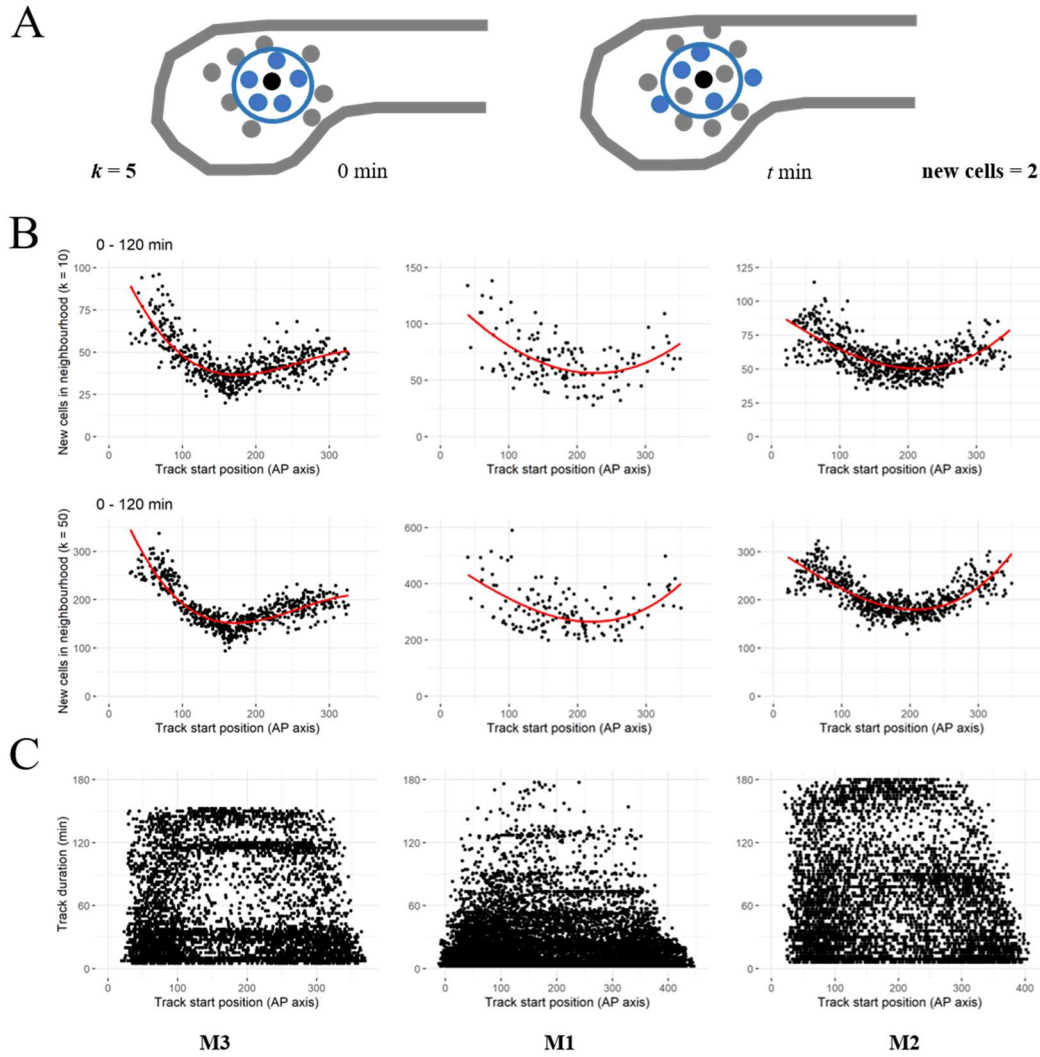 A
k = 5
0 min
t min
new cells = 2
B
0 - 120 min
New cells in neighbourhood (k = 10)
100
75
50
25
0
0 100 200 300
Track start position (AP axis)
150
100
50
0
0 100 200 300
Track start position (AP axis)
125
100
75
50
25
0
0 100 200 300
Track start position (AP axis)
0 - 120 min
New cells in neighbourhood (k = 50)
300
200
100
0
0 100 200 300
Track start position (AP axis)
600
400
200
0
0 100 200 300
Track start position (AP axis)
300
200
100
0
0 100 200 300
Track start position (AP axis)
C
Track duration (min)
180
120
60
0
0 100 200 300
Track start position (AP axis)
180
120
60
0
0 100 200 300 400
Track start position (AP axis)
180
120
60
0
0 100 200 300 400
Track start position (AP axis)
M3
M1
M2